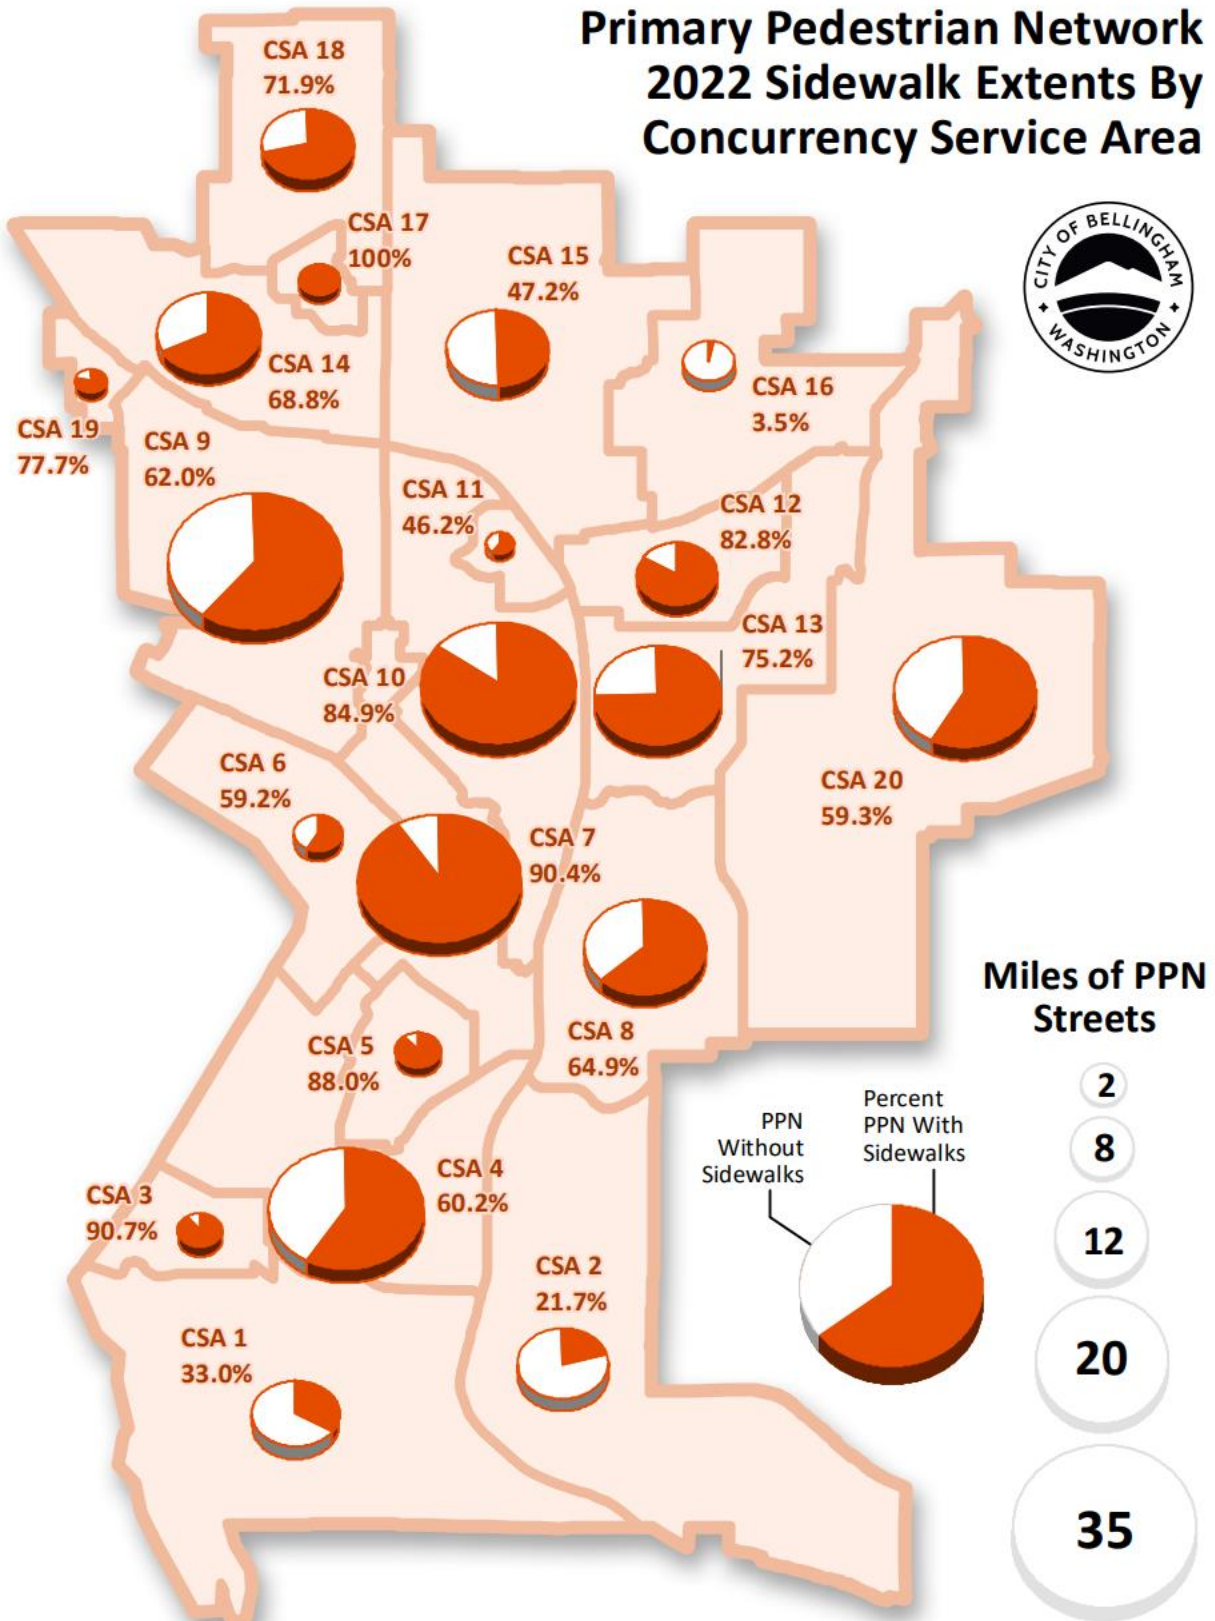 Primary Pedestrian Network
2022 Sidewalk Extents By
Concurrency Service Area
CITY OF BELLINGHAM
WASHINGTON
CSA 18
71.9%
CSA 17
100%
CSA 15
47.2%
CSA 14
68.8%
CSA 16
3.5%
CSA 19
77.7%
CSA 9
62.0%
CSA 11
46.2%
CSA 12
82.8%
CSA 13
75.2%
CSA 10
84.9%
CSA 6
59.2%
CSA 20
59.3%
CSA 7
90.4%
CSA 8
64.9%
CSA 5
88.0%
CSA 4
60.2%
CSA 3
90.7%
CSA 2
21.7%
CSA 1
33.0%
Miles of PPN
Streets
2
8
12
20
35
PPN
Without
Sidewalks
Percent
PPN With
Sidewalks